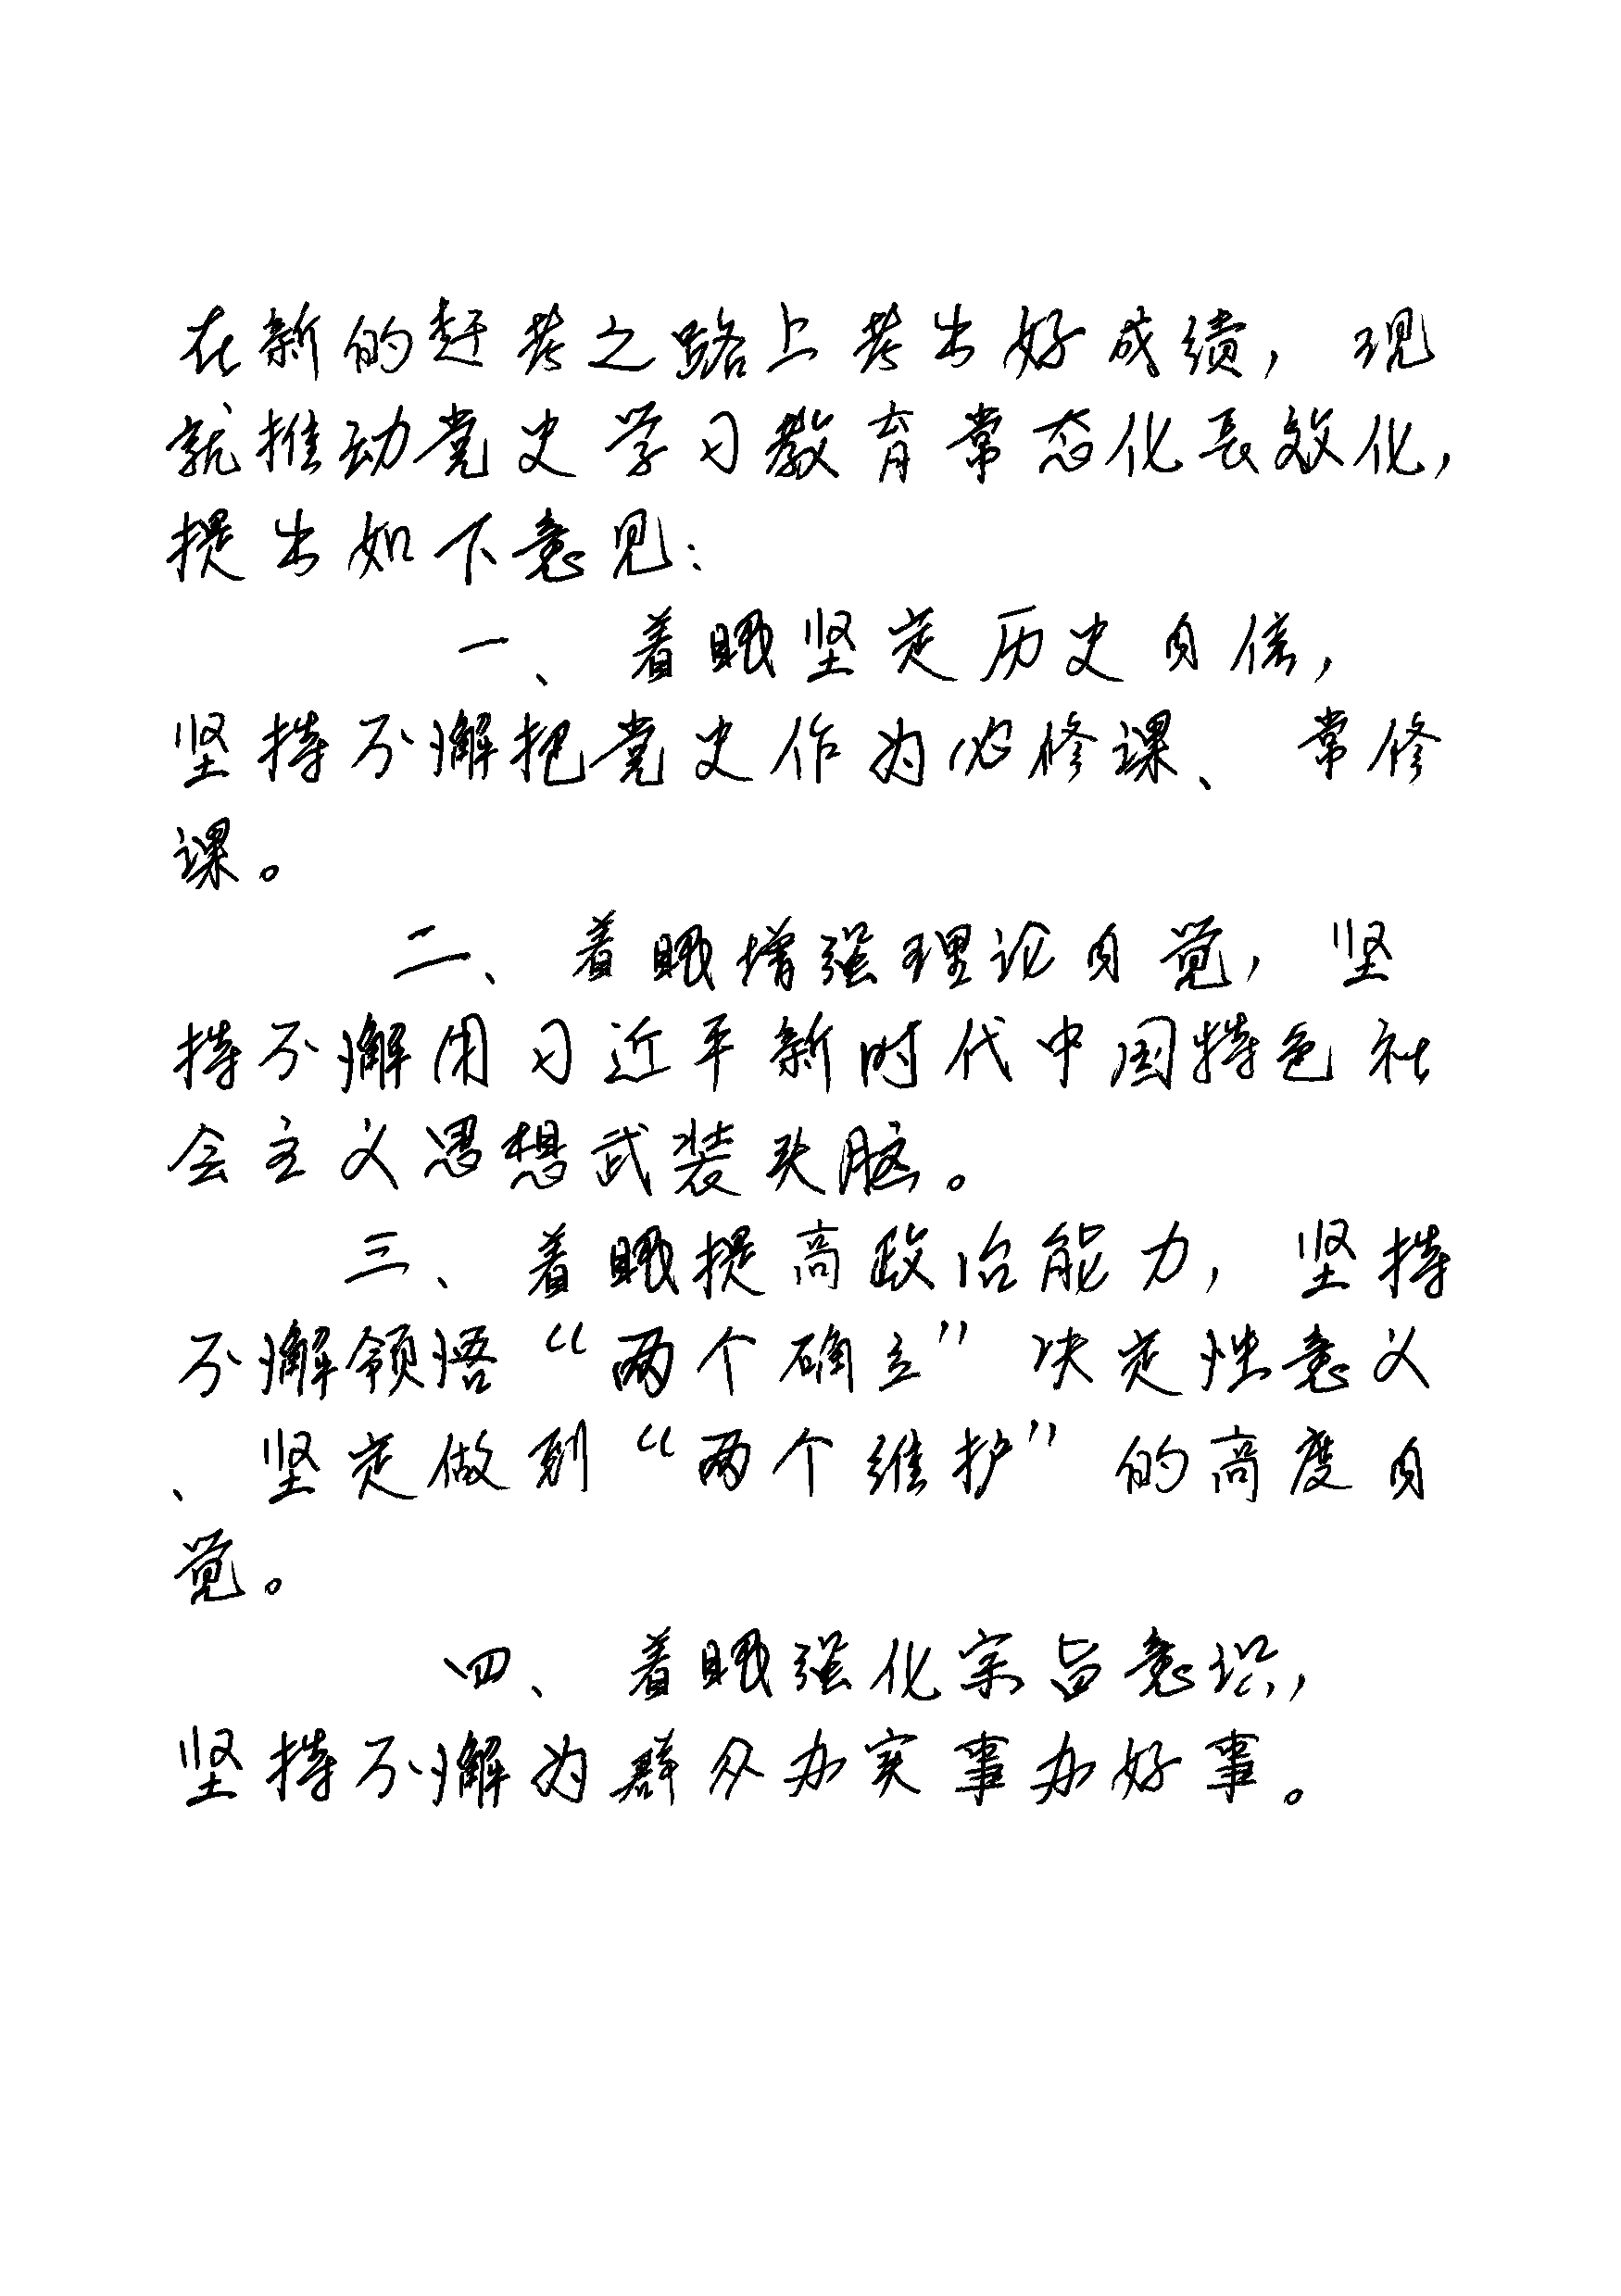 在新的赶考之路上考出好成绩，现
就推动党史学习教育常态化长效化，
提出如下意见：
一、着眼坚定历史自信，
坚持不懈把党史作为必修课、常修
课。
二、着眼增强理论自觉，坚
持不懈用习近平新时代中国特色社
会主义思想武装头脑。
三、着眼提高政治能力，坚持
不懈领悟“两个确立”决定性意义
、坚定做到“两个维护”的高度自
觉。
四、着眼强化宗旨意识，
坚持不懈为群众办实事办好事。